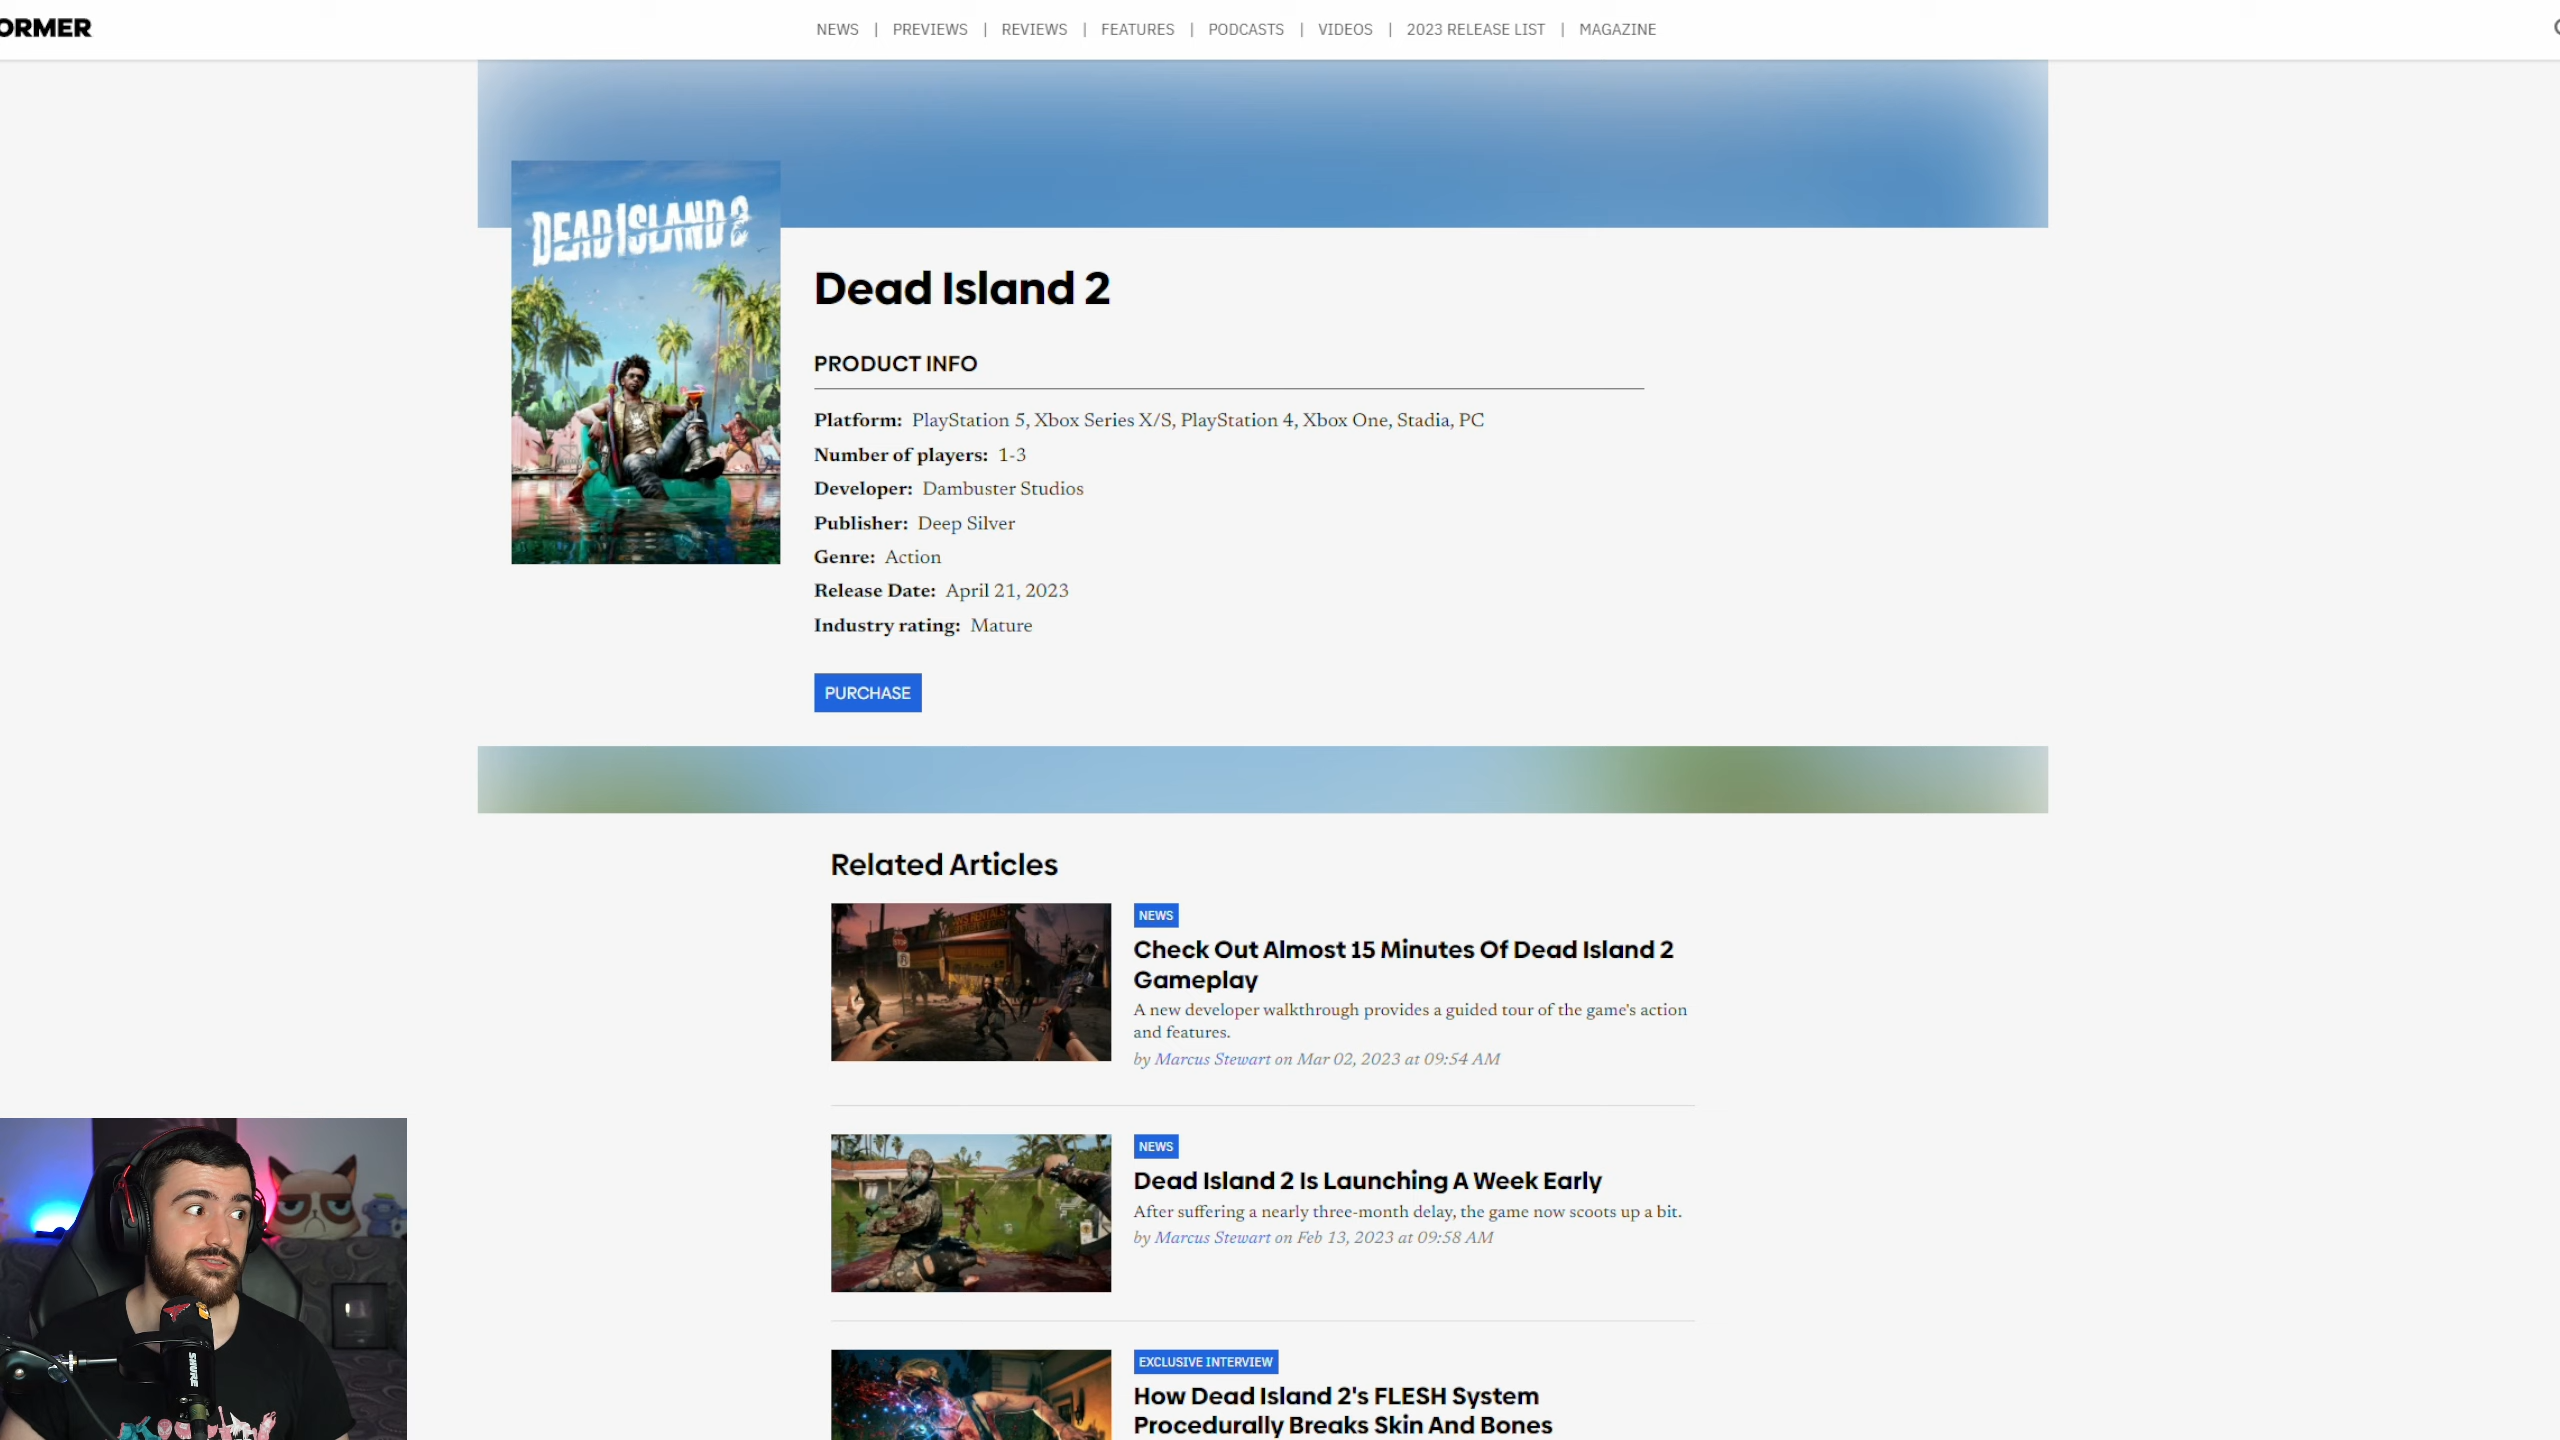 ORMER
NEWS | PREVIEWS | REVIEWS | FEATURES | PODCASTS | VIDEOS | 2023 RELEASE LIST | MAGAZINE
DEAD ISLAND 2
Dead Island 2
PRODUCT INFO
Platform: PlayStation 5, Xbox Series X/S, PlayStation 4, Xbox One, Stadia, PC
Number of players: 1-3
Developer: Dambuster Studios
Publisher: Deep Silver
Genre: Action
Release Date: April 21, 2023
Industry rating: Mature
PURCHASE
Related Articles
NEWS
Check Out Almost 15 Minutes Of Dead Island 2
Gameplay
A new developer walkthrough provides a guided tour of the game's action
and features.
by Marcus Stewart on Mar 02, 2023 at 09:54 AM
NEWS
Dead Island 2 Is Launching A Week Early
After suffering a nearly three-month delay, the game now scoots up a bit.
by Marcus Stewart on Feb 13, 2023 at 09:58 AM
EXCLUSIVE INTERVIEW
How Dead Island 2's FLESH System
Procedurally Breaks Skin And Bones
SHURE